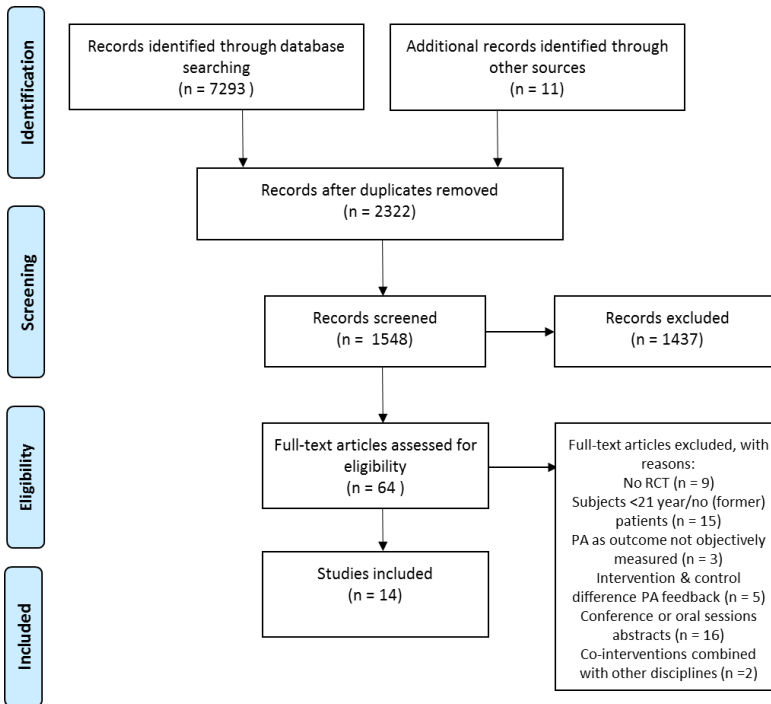 Identification
Records identified through database
searching
(n = 7293 )
Additional records identified through
other sources
(n = 11)
Records after duplicates removed
(n = 2322)
Screening
Records screened
(n =  1548)
Records excluded
(n = 1437)
Eligibility
Full-text articles assessed for
eligibility
(n = 64 )
Full-text articles excluded, with
reasons:
No RCT (n = 9)
Subjects <21 year/no (former)
patients (n = 15)
PA as outcome not objectively
measured (n = 3)
Intervention & control
difference PA feedback (n = 5)
Conference or oral sessions
abstracts (n = 16)
Co-interventions combined
with other disciplines (n =2)
Included
Studies included
(n = 14)